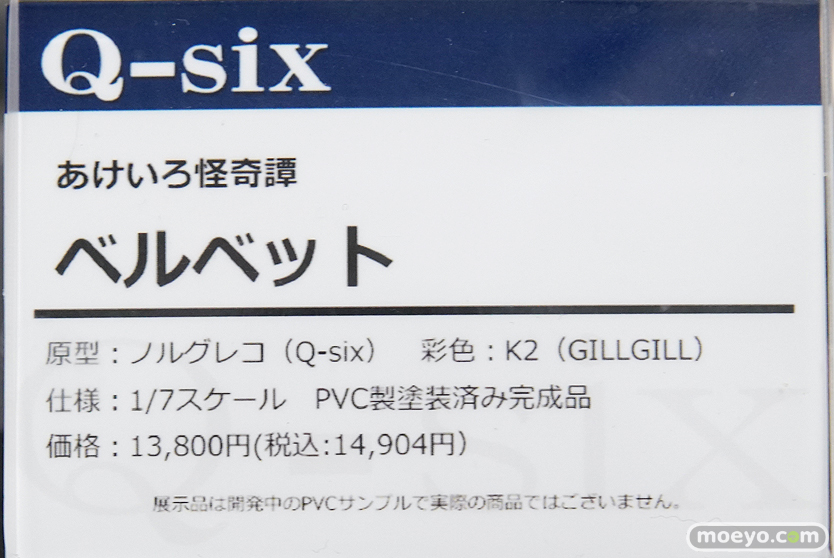 Q-six
あけいろ怪奇譚
ベルベット
原型：ノルグレコ（Q-six）　彩色：K2（GILLGILL）
仕様：1/7スケール　PVC製塗装済み完成品
価格：13,800円(税込:14,904円）
展示品は開発中のPVCサンプルで実際の商品ではございません。
Q-six
moeyo.com